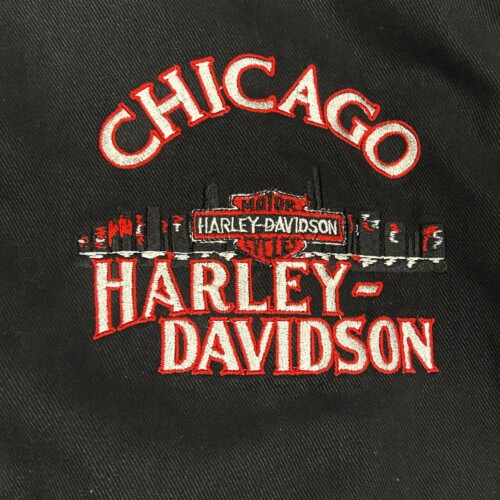 CHICAGO
MOTOR
HARLEY-DAVIDSON
CYCLES
HARLEY-
DAVIDSON